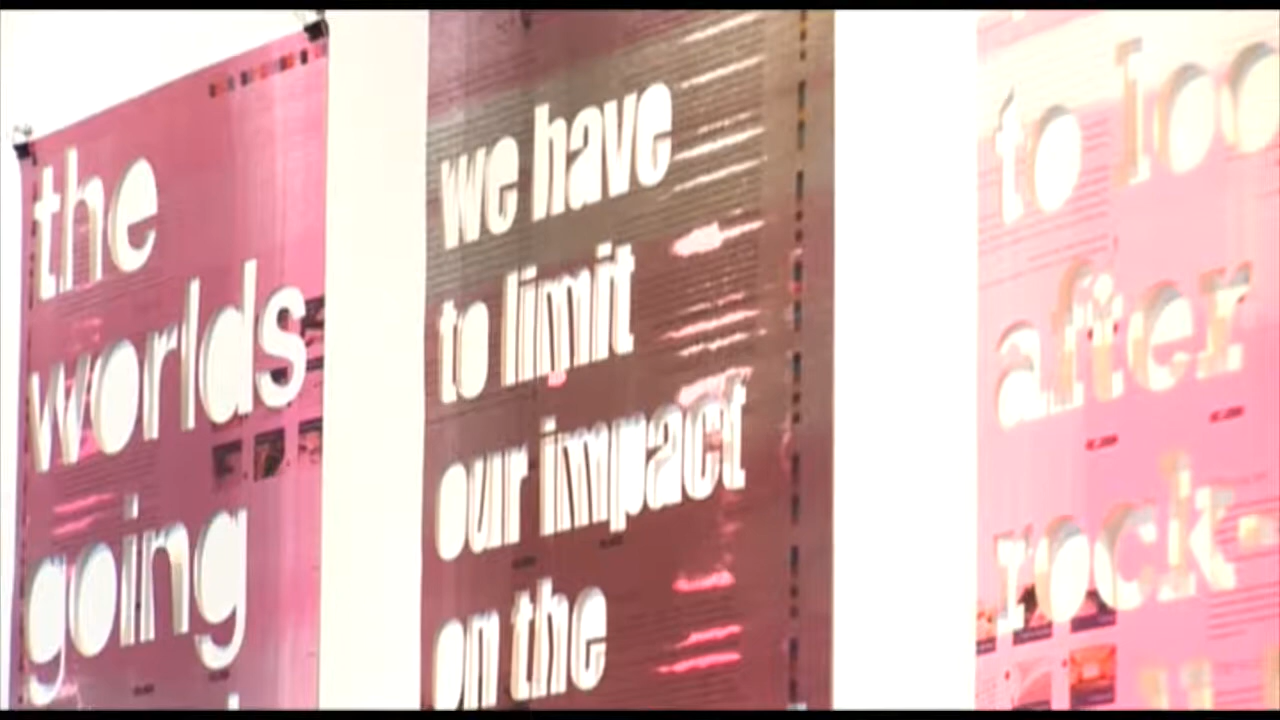 the
worlds
going
we have
to limit
our impact
on the
to loo
after
rock-